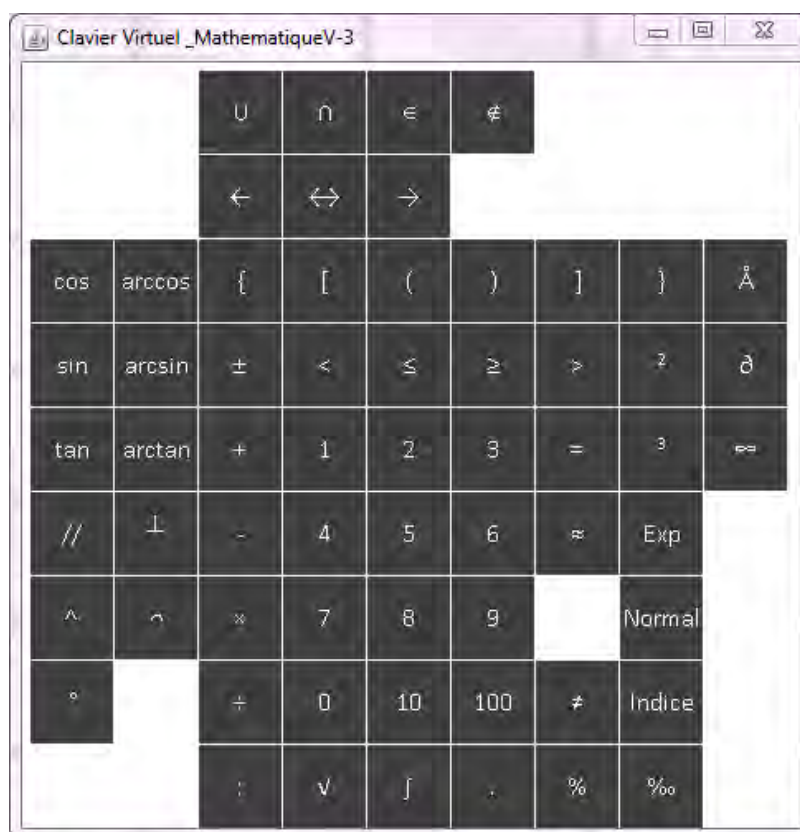 Clavier Virtuel _MathematiqueV-3
∪ ∩ ∈ ∉
← ↔ →
cos arccos { [ ( ) ] } Å
sin arcsin ± < ≤ ≥ > ² ∂
tan arctan + 1 2 3 = ³ ∞
// ⊥ - 4 5 6 ≈ Exp
^ × 7 8 9 Normal
° ÷ 0 10 100 ≠ Indice
: √ ∫ . % ‰